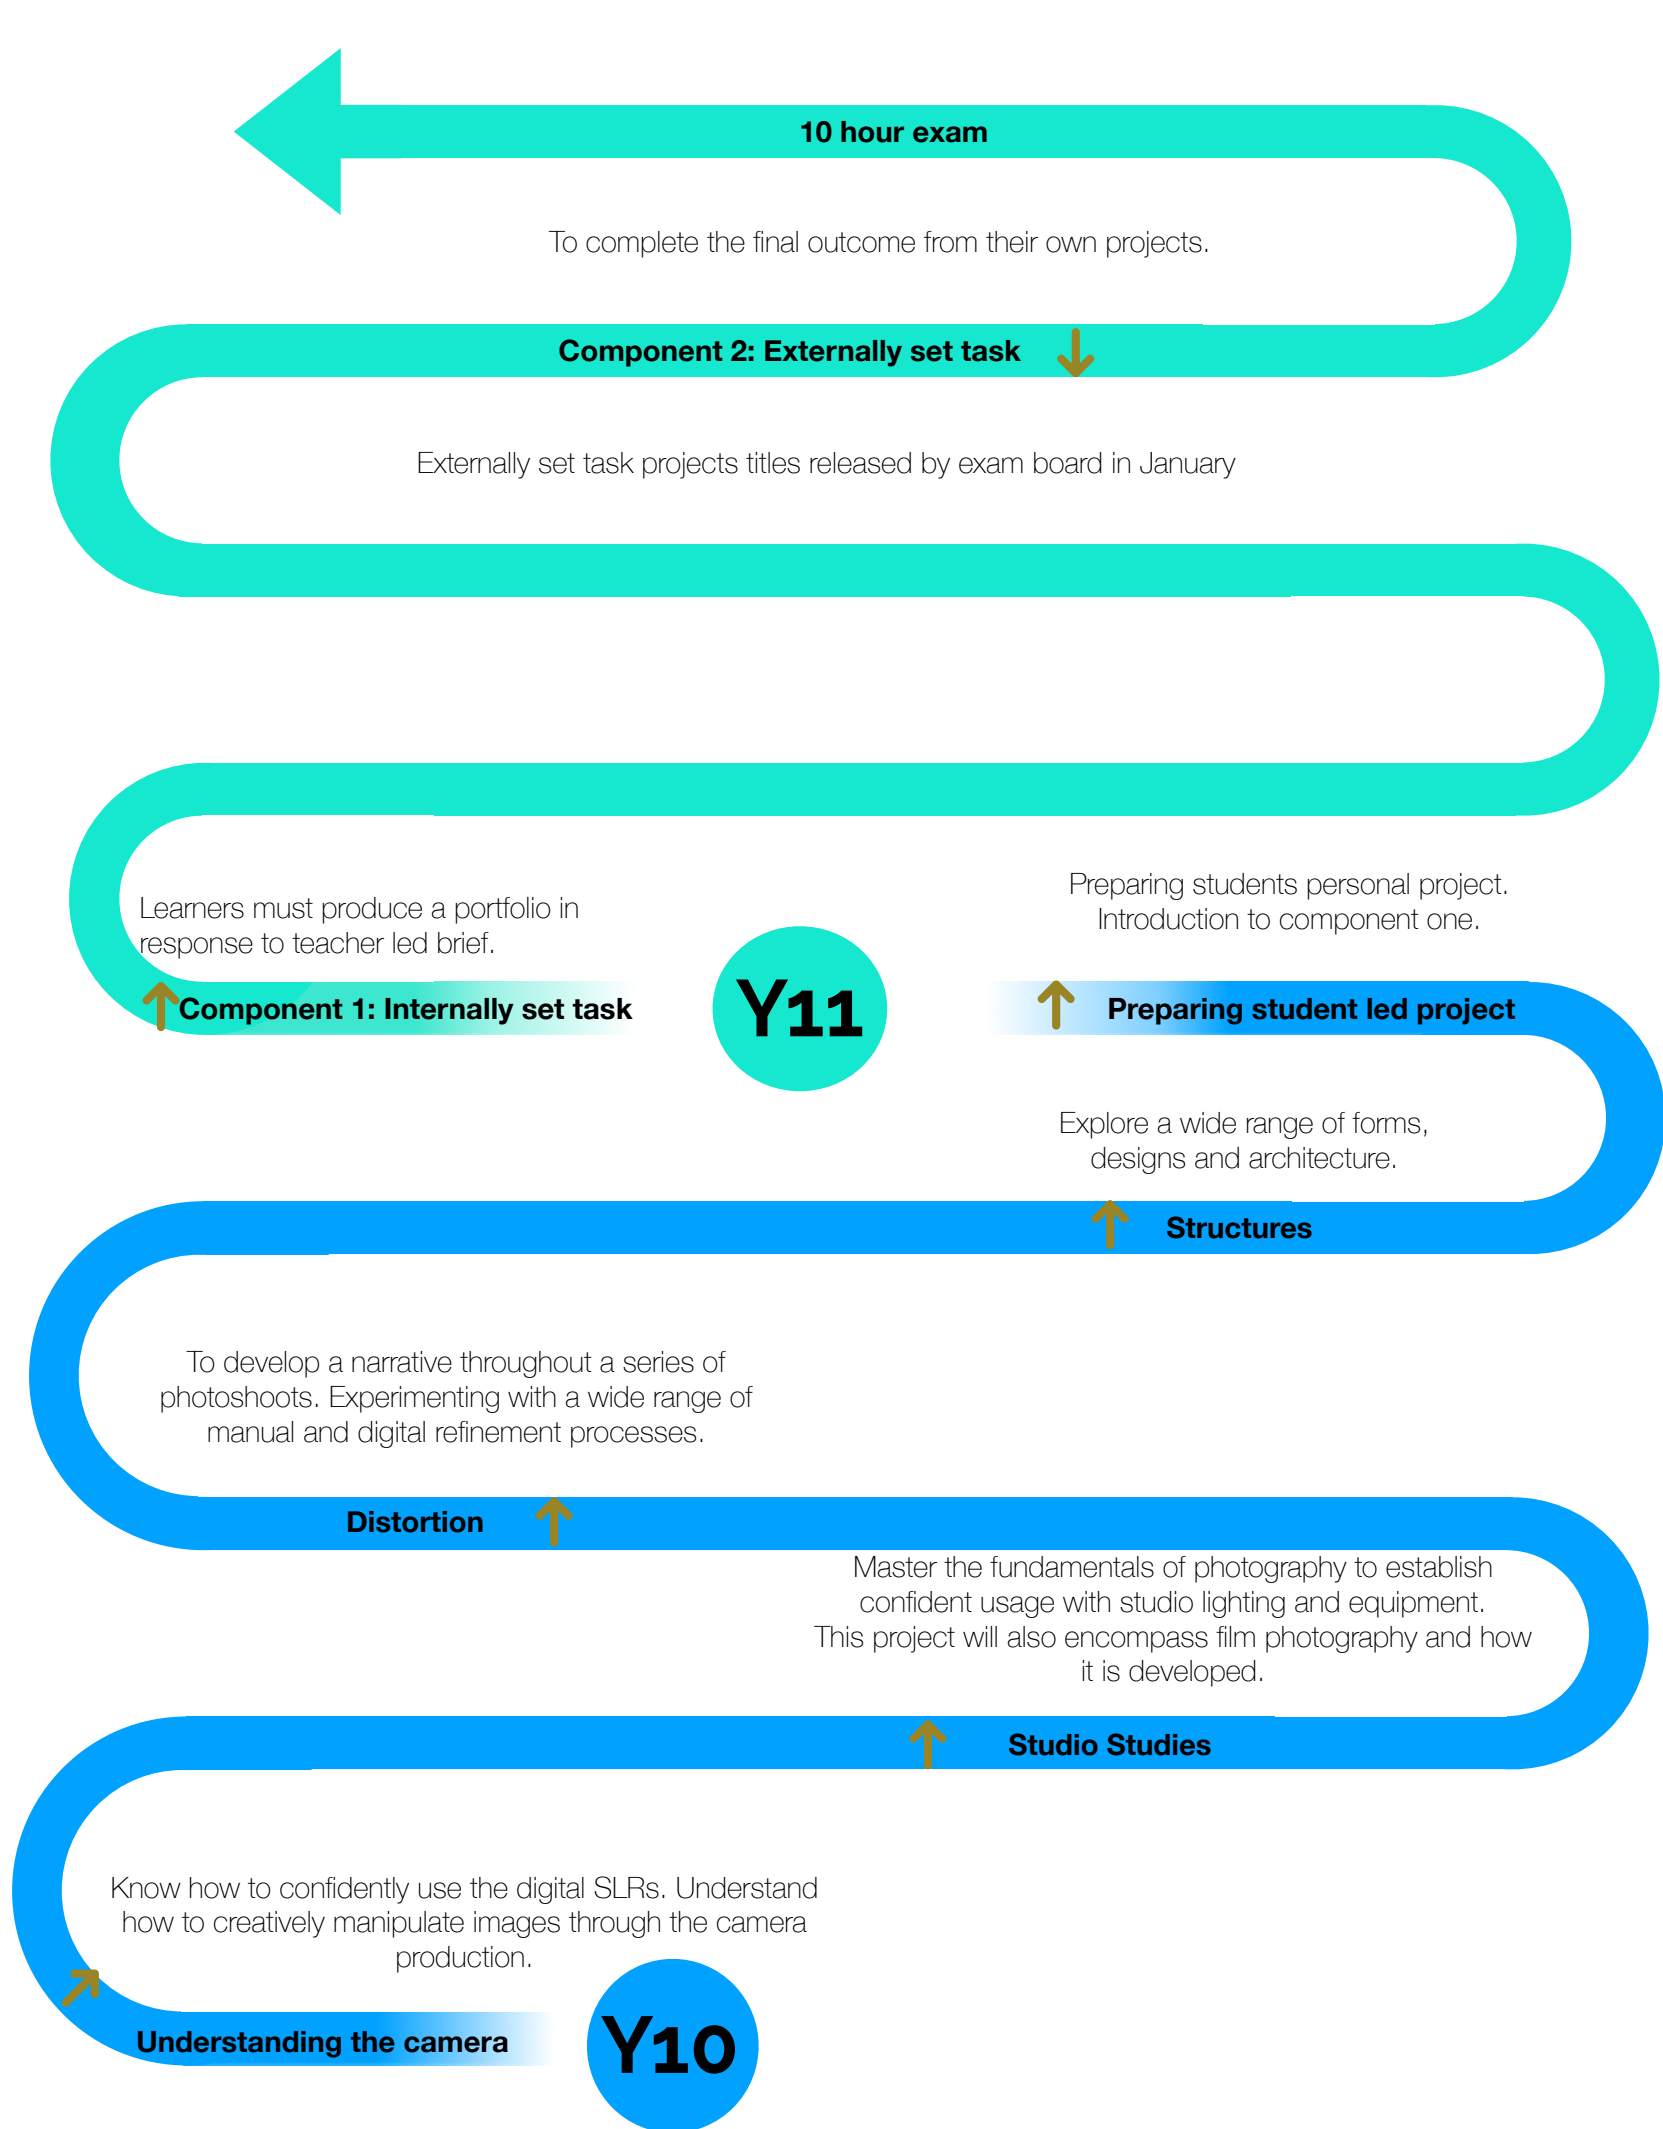 10 hour exam
To complete the final outcome from their own projects.
Component 2: Externally set task
Externally set task projects titles released by exam board in January
Learners must produce a portfolio in
response to teacher led brief.
Component 1: Internally set task
Y11
Preparing students personal project.
Introduction to component one.
Preparing student led project
Explore a wide range of forms,
designs and architecture.
Structures
To develop a narrative throughout a series of
photoshoots. Experimenting with a wide range of
manual and digital refinement processes.
Distortion
Master the fundamentals of photography to establish
confident usage with studio lighting and equipment.
This project will also encompass film photography and how
it is developed.
Studio Studies
Know how to confidently use the digital SLRs. Understand
how to creatively manipulate images through the camera
production.
Understanding the camera
Y10